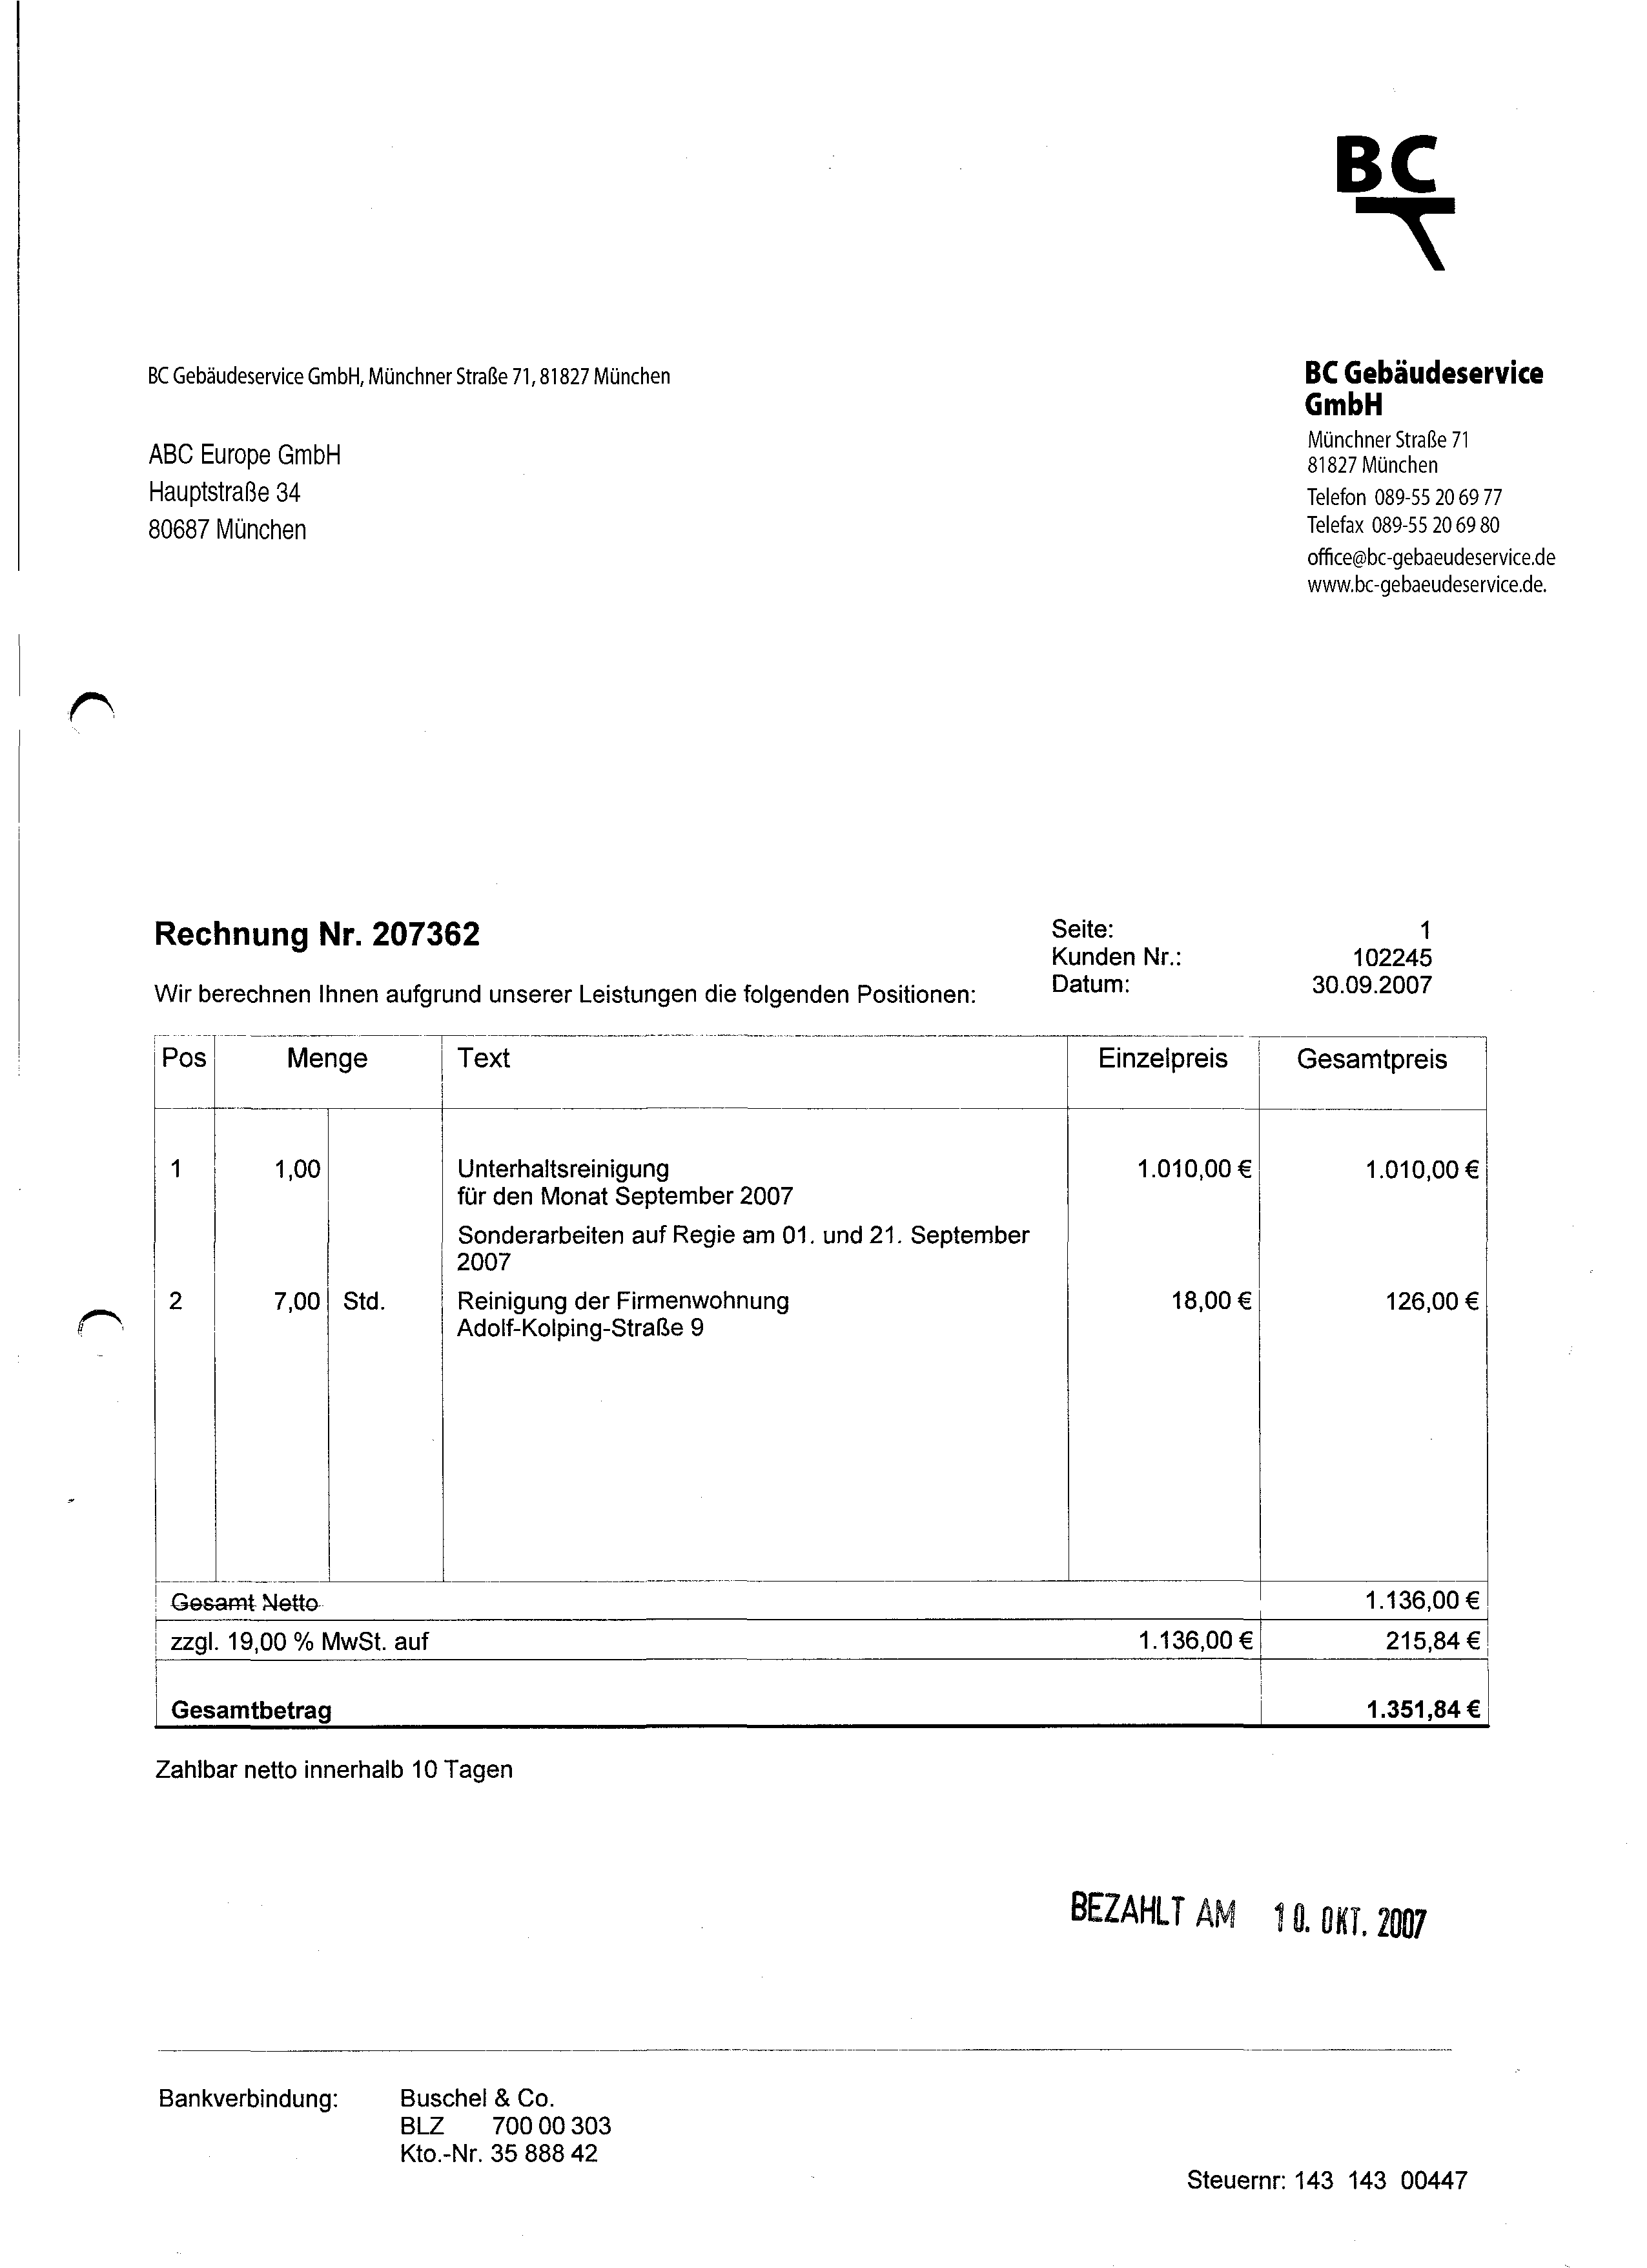 BC
BC Gebäudeservice GmbH, Münchner Straße 71, 81827 München
ABC Europe GmbH
Hauptstraße 34
80687 München
BC Gebäudeservice
GmbH
Münchner Straße 71
81827 München
Telefon 089-55 20 69 77
Telefax 089-55 20 69 80
office@bc-gebaeudeservice.de
www.bc-gebaeudeservice.de.
Rechnung Nr. 207362
Seite: 1
Kunden Nr.: 102245
Datum: 30.09.2007
Wir berechnen Ihnen aufgrund unserer Leistungen die folgenden Positionen:
Pos Menge Text Einzelpreis Gesamtpreis
1 1,00 Unterhaltsreinigung 1.010,00 € 1.010,00 €
für den Monat September 2007
Sonderarbeiten auf Regie am 01. und 21. September
2007
2 7,00 Std. Reinigung der Firmenwohnung 18,00 € 126,00 €
Adolf-Kolping-Straße 9
Gesamt Netto 1.136,00 €
zzgl. 19,00 % MwSt. auf 1.136,00 € 215,84 €
Gesamtbetrag 1.351,84 €
Zahlbar netto innerhalb 10 Tagen
BEZAHLT AM 10. OKT. 2007
Bankverbindung: Buschel & Co.
BLZ 700 00 303
Kto.-Nr. 35 888 42
Steuernr: 143 143 00447